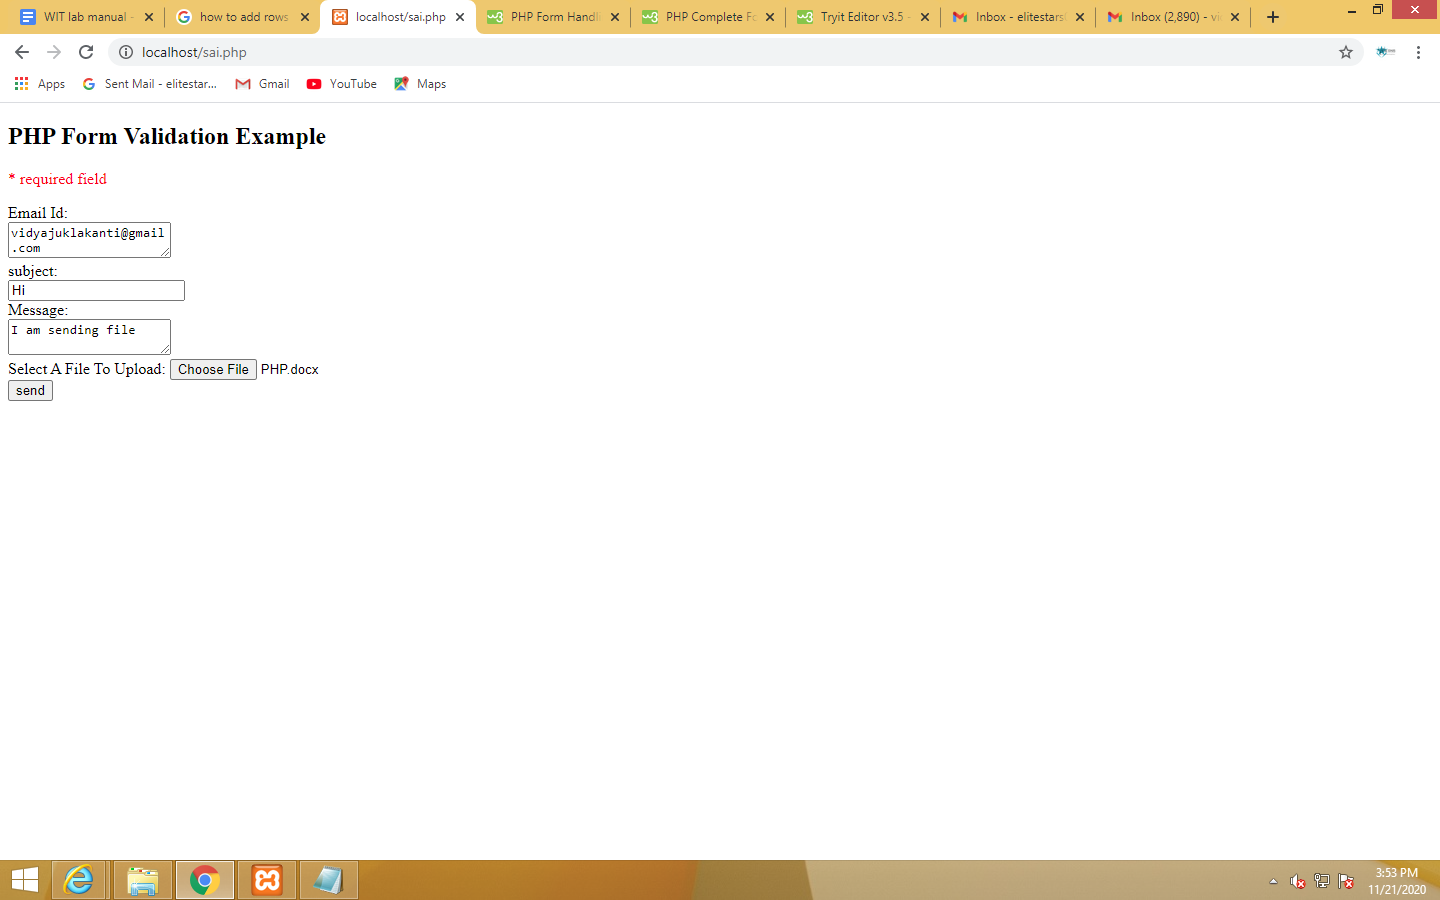 WIT lab manual -
how to add rows
localhost/sai.php
PHP Form Handl
PHP Complete Fo
Tryit Editor v3.5 -
Inbox - elitestars
Inbox (2,890) - vi
localhost/sai.php
Apps
Sent Mail - elitestar...
Gmail
YouTube
Maps
PHP Form Validation Example
* required field
Email Id:
vidyajuklakanti@gmail
.com
subject:
Hi
Message:
I am sending file
Select A File To Upload: Choose File PHP.docx
send
3:53 PM
11/21/2020